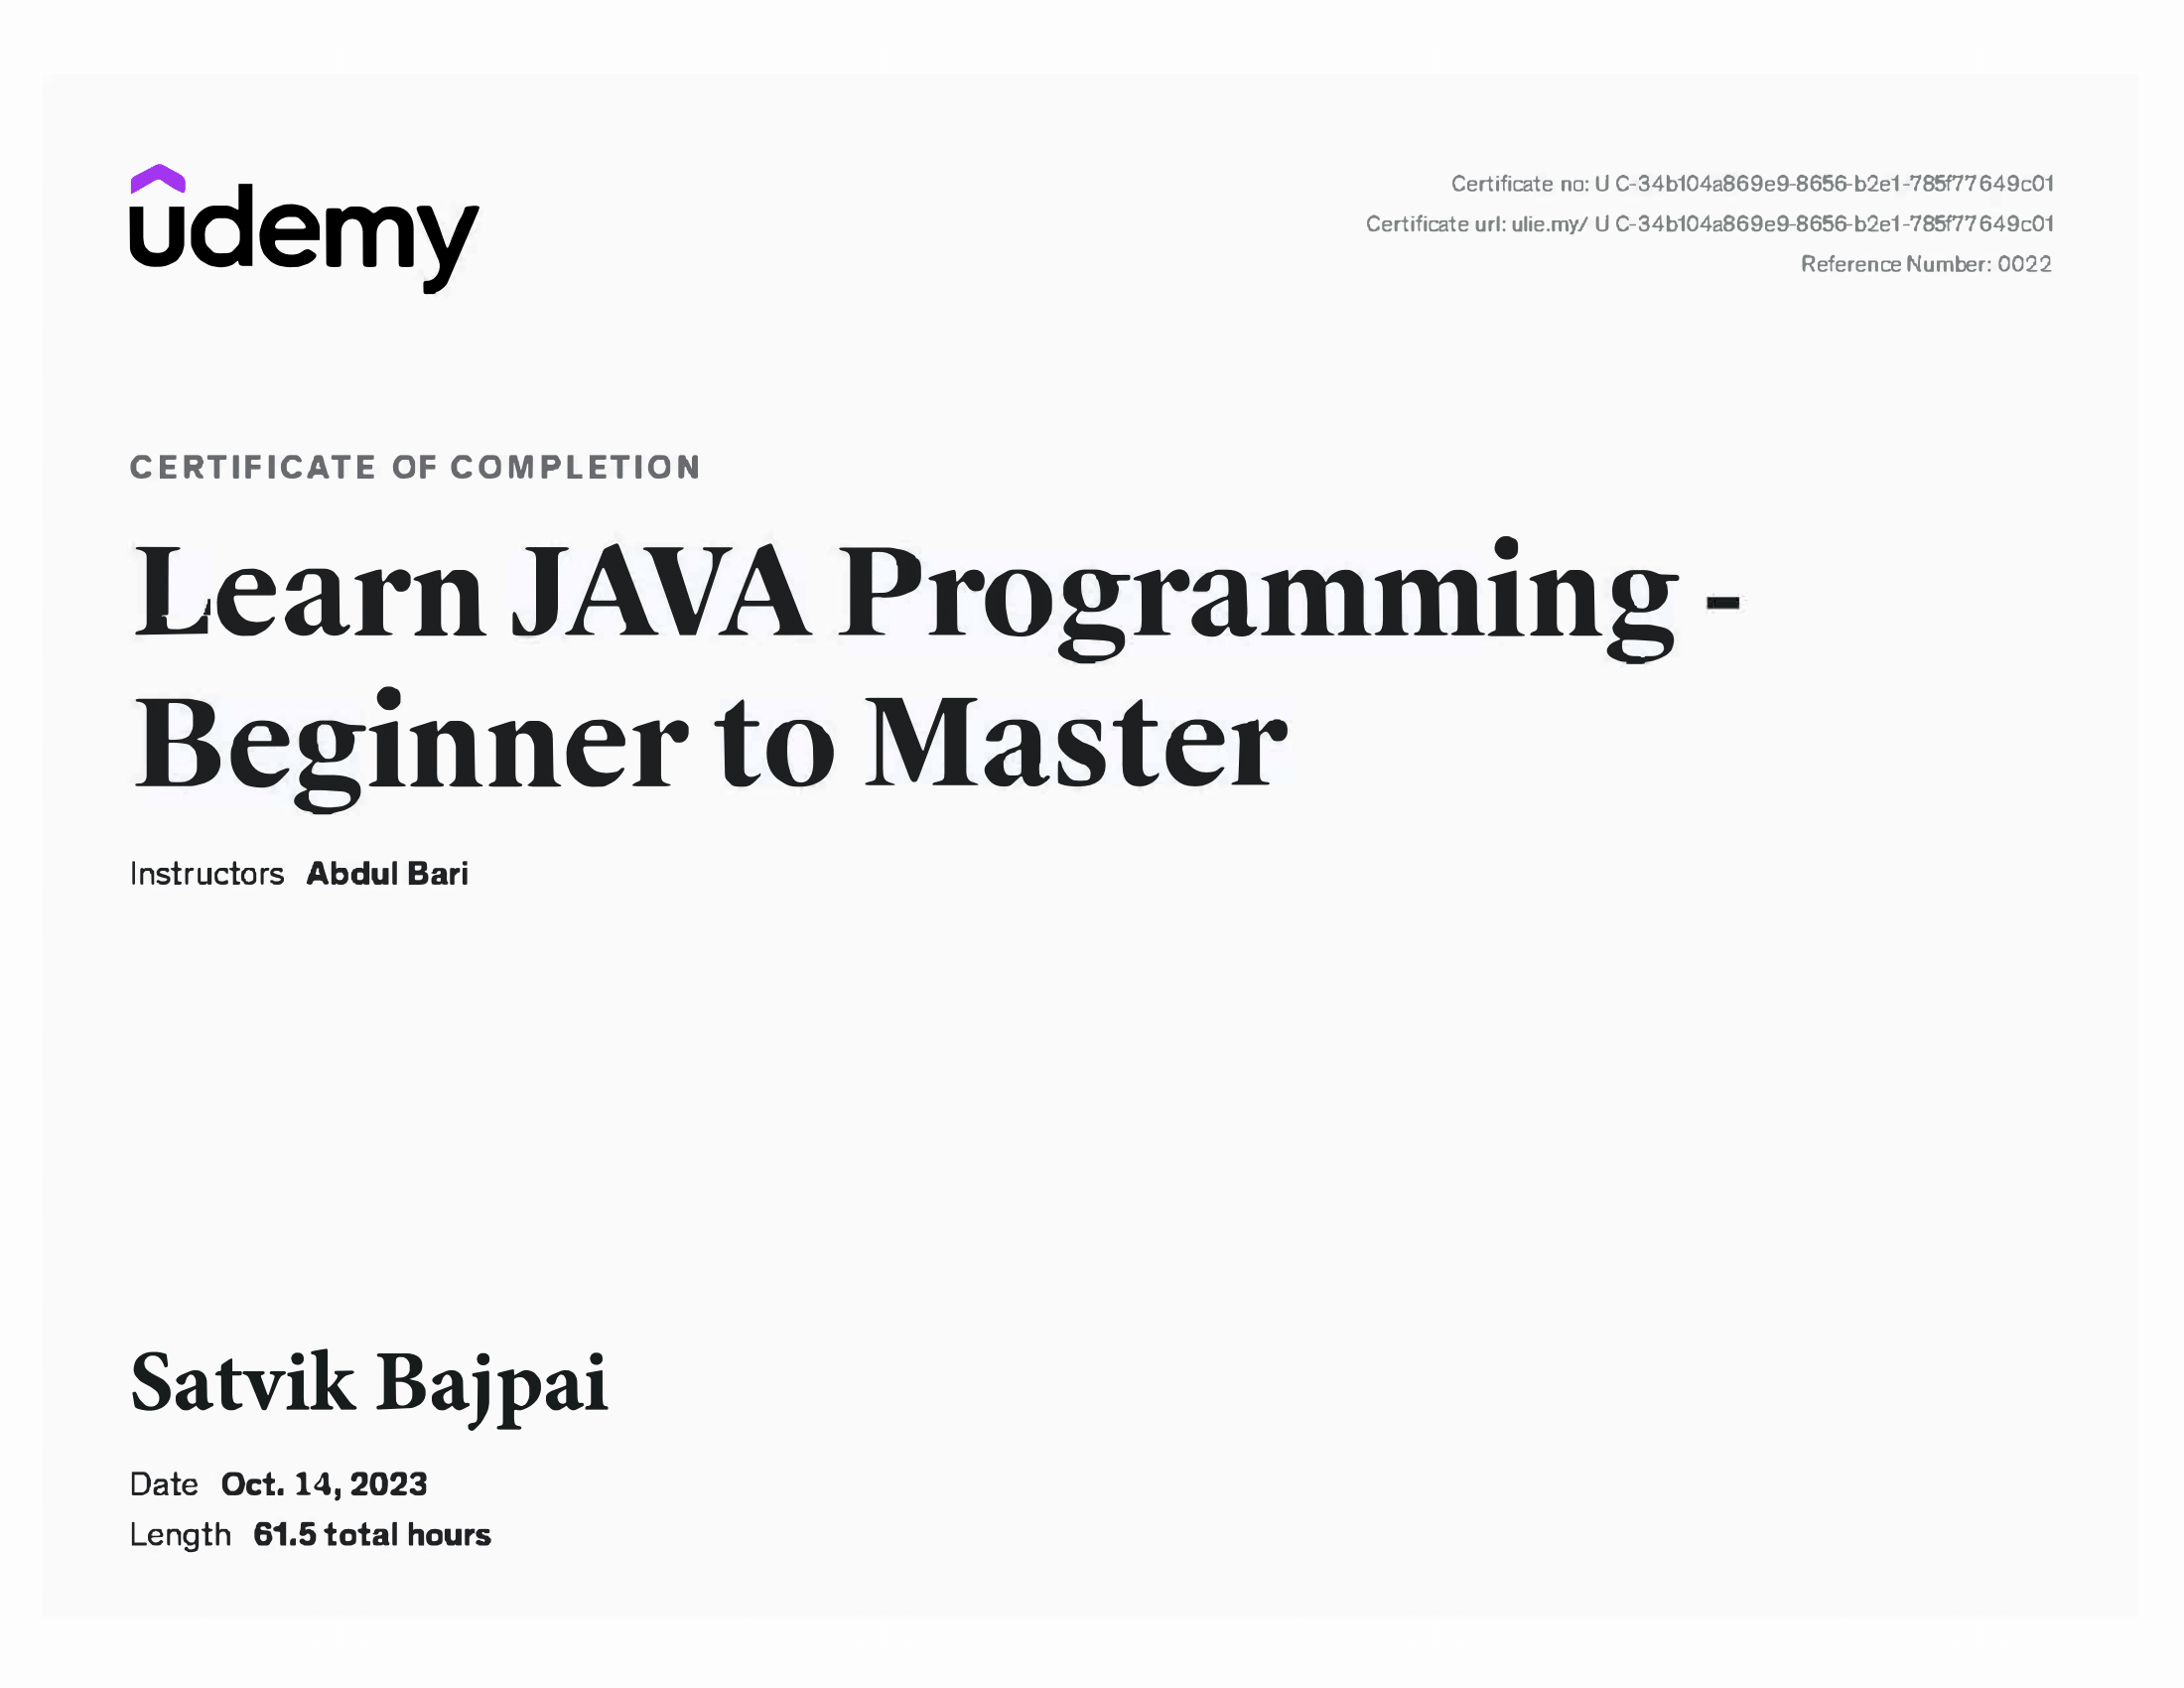 udemy
Certificate no: U C-34b104a869e9-8656-b2e1-785f77649c01
Certificate url: ulie.my/ U C-34b104a869e9-8656-b2e1-785f77649c01
Reference Number: 0022
CERTIFICATE OF COMPLETION
Learn JAVA Programming -
Beginner to Master
Instructors Abdul Bari
Satvik Bajpai
Date Oct. 14, 2023
Length 61.5 total hours